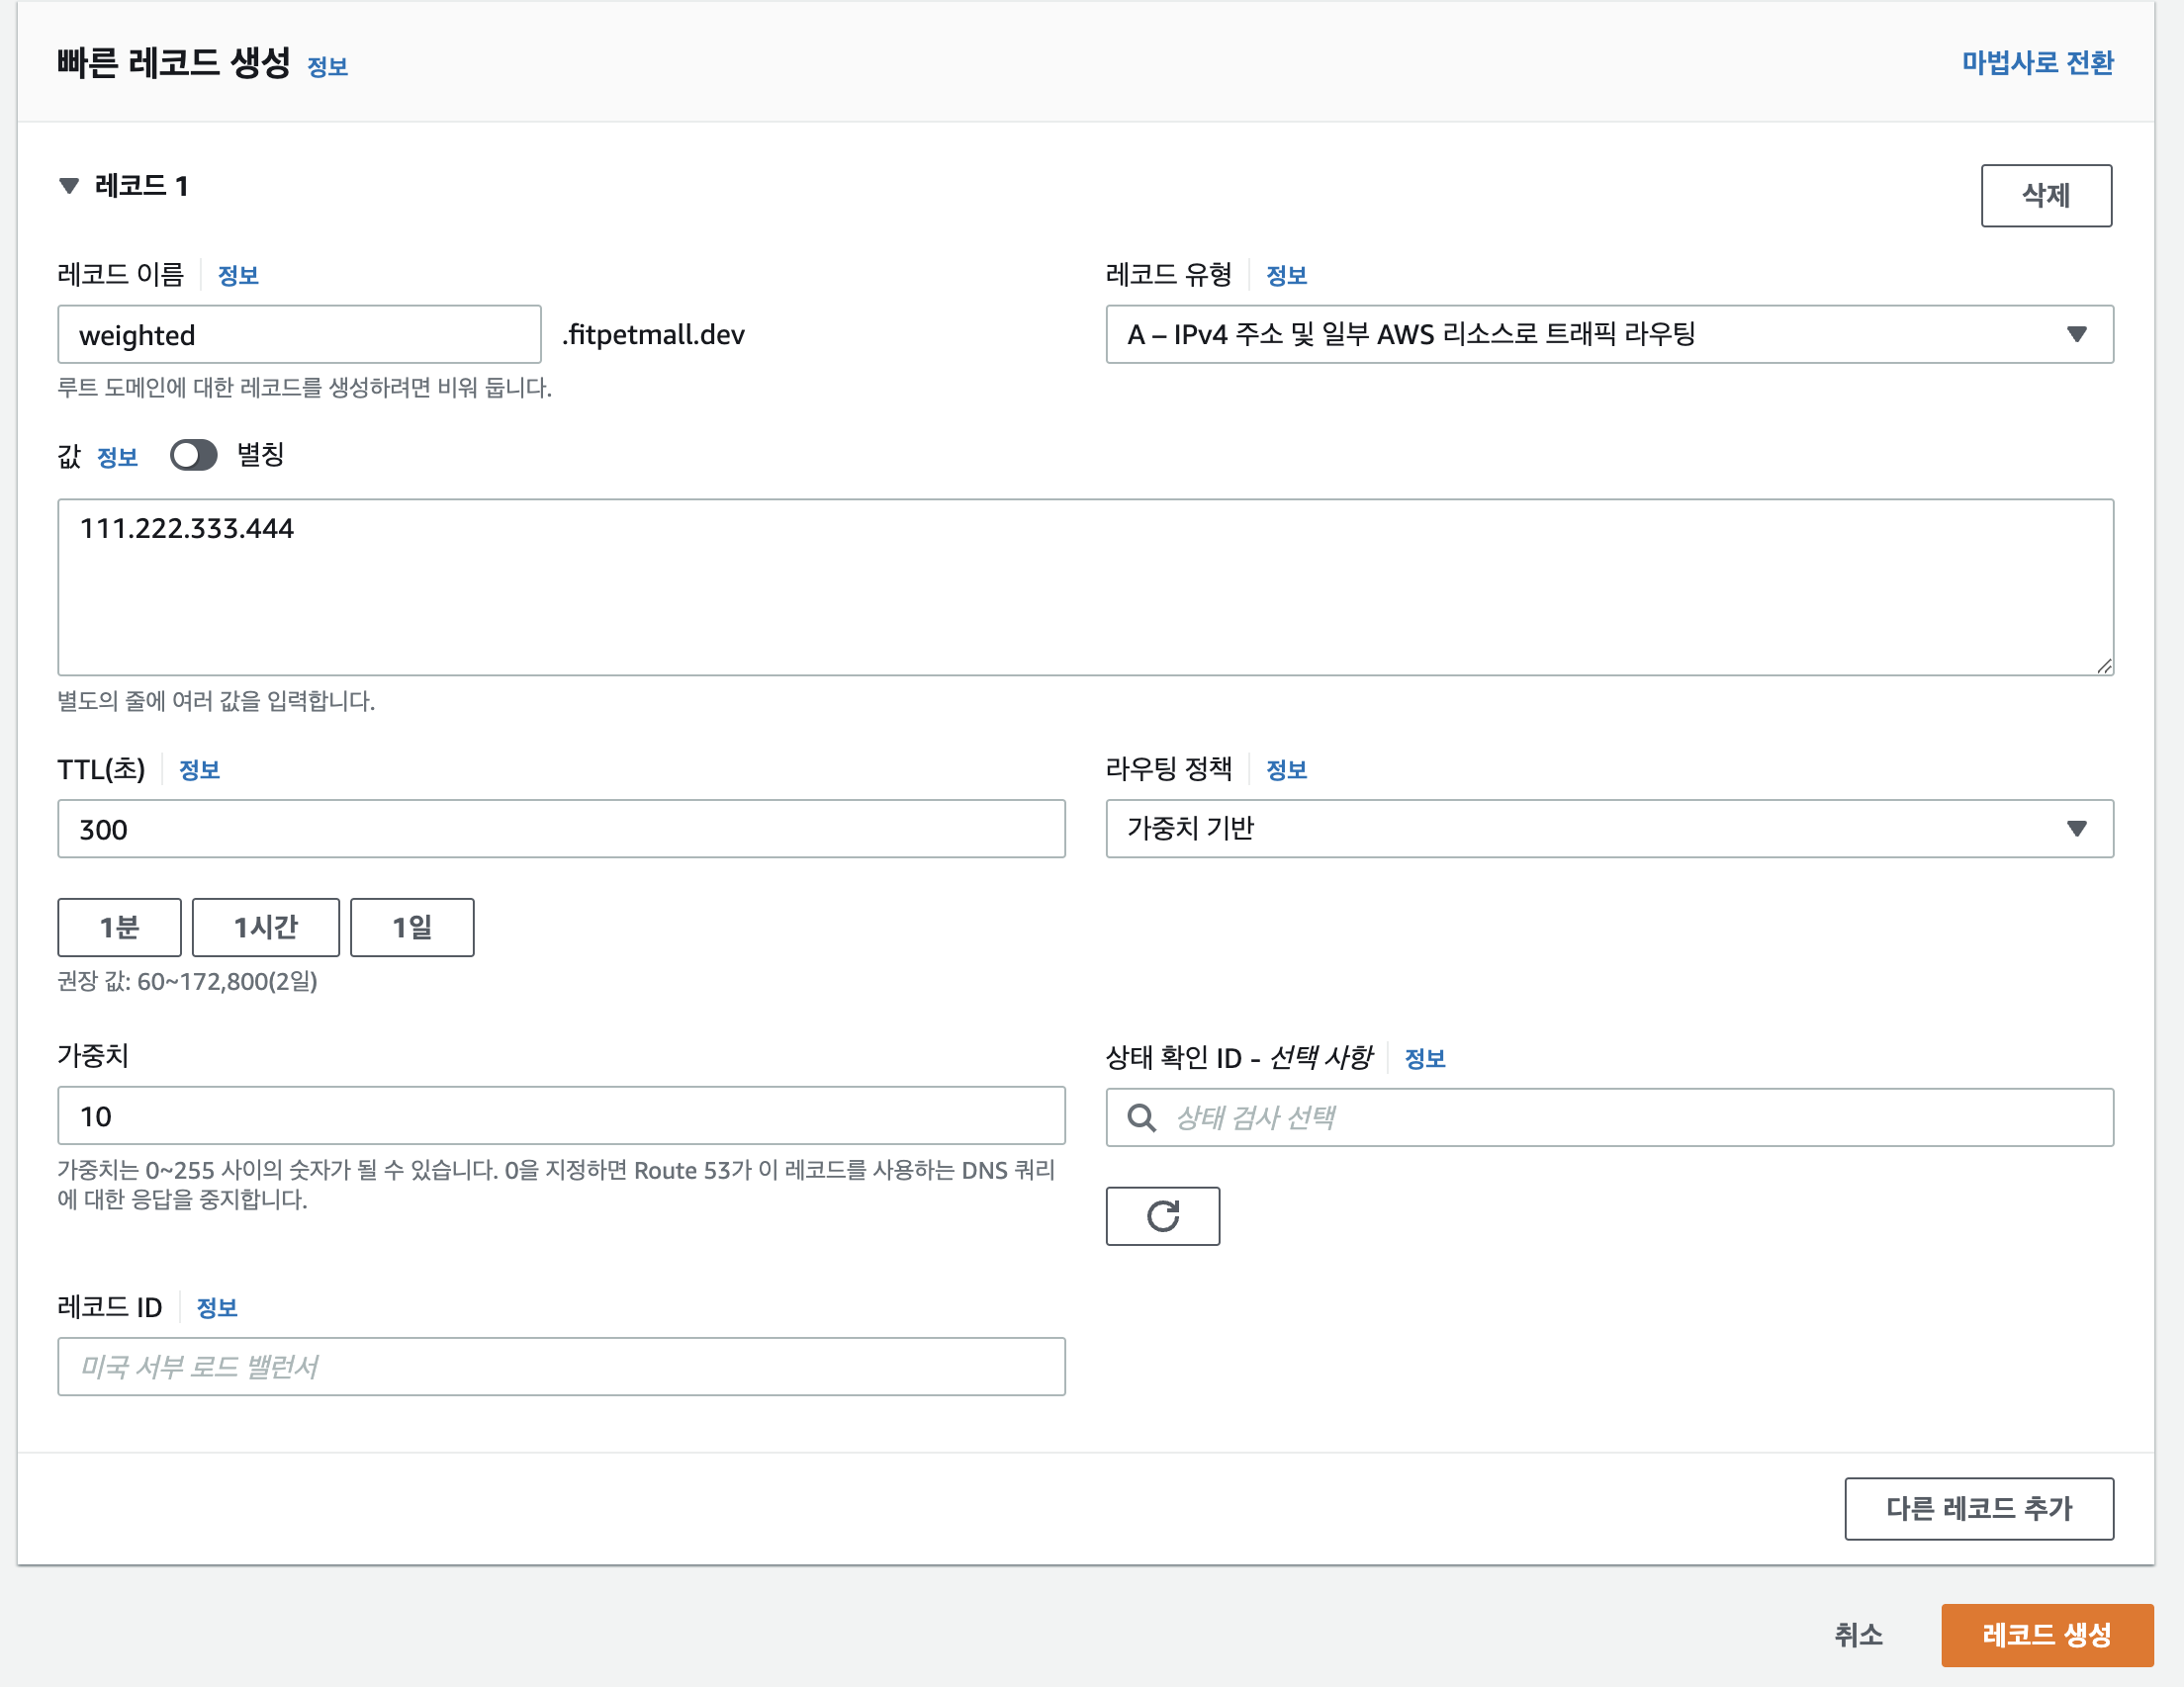 빠른 레코드 생성 정보
마법사로 전환
레코드 1
삭제
레코드 이름 정보
레코드 유형 정보
weighted .fitpetmall.dev
A – IPv4 주소 및 일부 AWS 리소스로 트래픽 라우팅
루트 도메인에 대한 레코드를 생성하려면 비워 둡니다.
값 정보 별칭
111.222.333.444
별도의 줄에 여러 값을 입력합니다.
TTL(초) 정보
라우팅 정책 정보
300
가중치 기반
1분 1시간 1일
권장 값: 60~172,800(2일)
가중치
상태 확인 ID - 선택 사항 정보
10
상태 검사 선택
가중치는 0~255 사이의 숫자가 될 수 있습니다. 0을 지정하면 Route 53가 이 레코드를 사용하는 DNS 쿼리
에 대한 응답을 중지합니다.
레코드 ID 정보
미국 서부 로드 밸런서
다른 레코드 추가
취소
레코드 생성